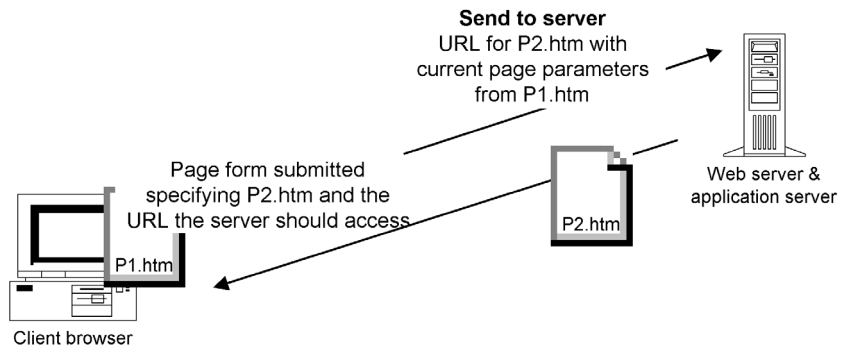 Send to server
URL for P2.htm with
current page parameters
from P1.htm
Page form submitted
specifying P2.htm and the
URL the server should access
P1.htm
Client browser
P2.htm
Web server &
application server